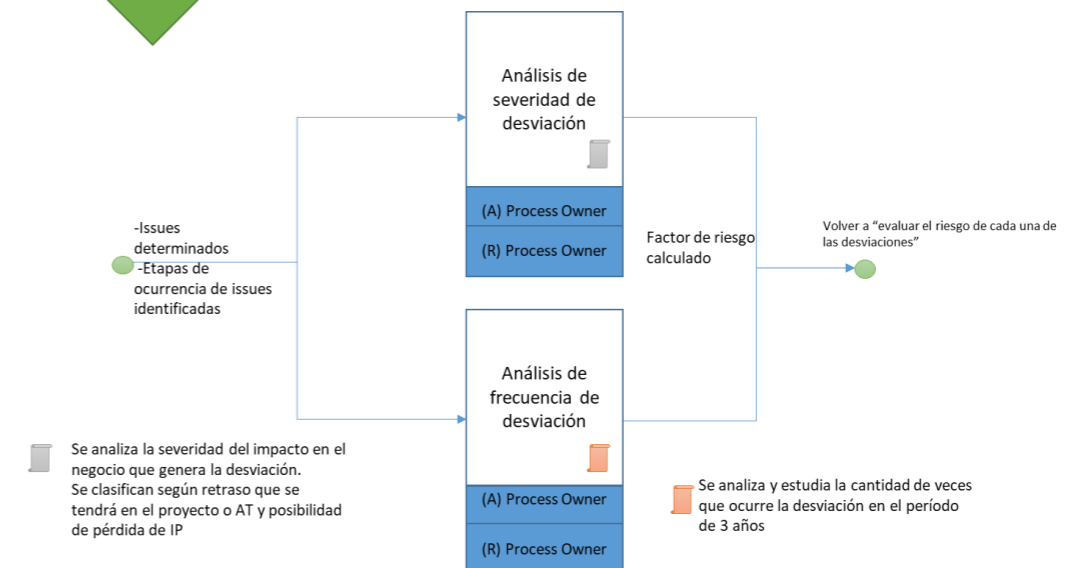 Análisis de
severidad de
desviación
(A) Process Owner
(R) Process Owner
-Issues
determinados
-Etapas de
ocurrencia de issues
identificadas
Factor de riesgo
calculado
Volver a “evaluar el riesgo de cada una de
las desviaciones”
Análisis de
frecuencia de
desviación
(A) Process Owner
(R) Process Owner
Se analiza la severidad del impacto en el
negocio que genera la desviación.
Se clasifican según retraso que se
tendrá en el proyecto o AT y posibilidad
de pérdida de IP
Se analiza y estudia la cantidad de veces
que ocurre la desviación en el período
de 3 años